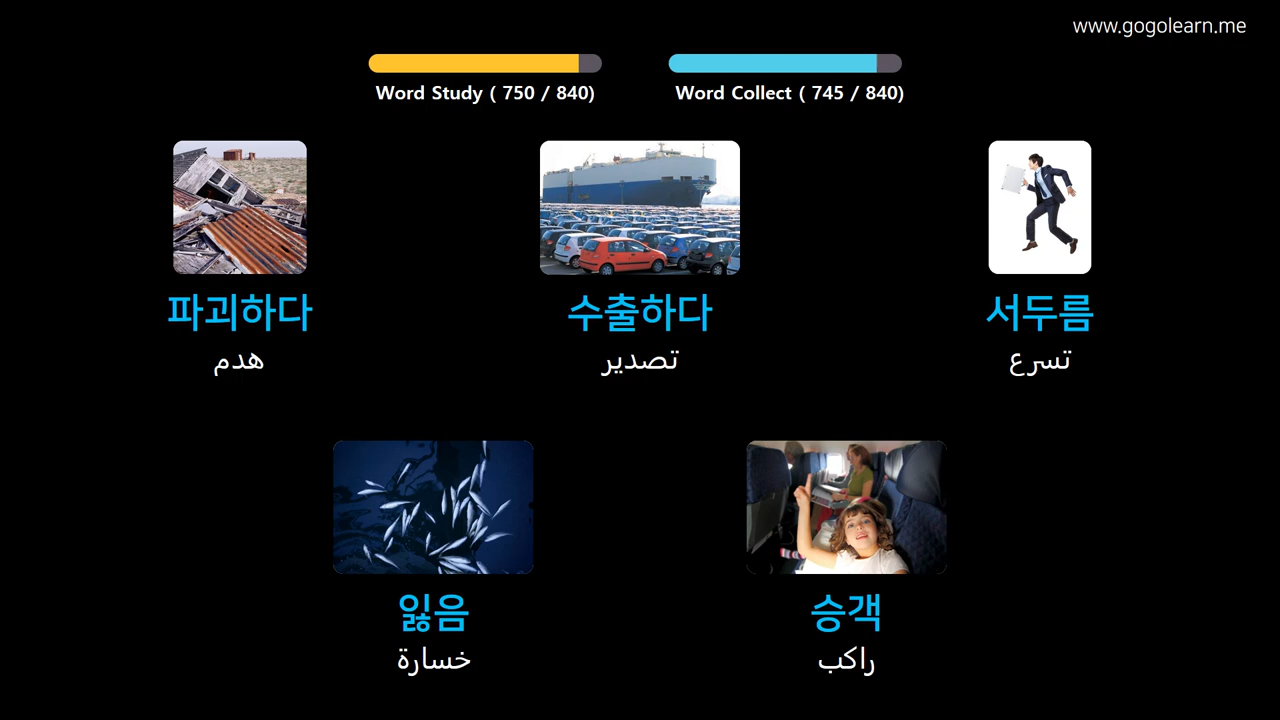 www.gogolearn.me
Word Study ( 750 / 840)
Word Collect ( 745 / 840)
파괴하다
هدم
수출하다
تصدير
서두름
تسرع
잃음
خسارة
승객
راكب